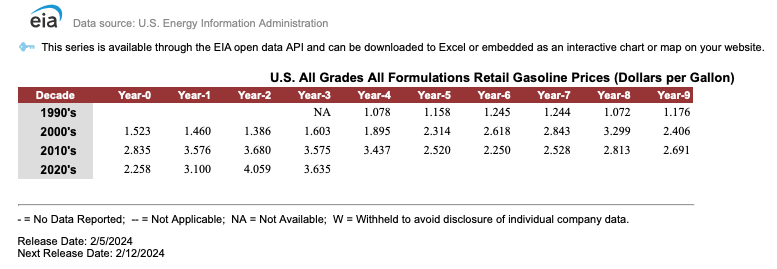 eia Data source: U.S. Energy Information Administration
This series is available through the EIA open data API and can be downloaded to Excel or embedded as an interactive chart or map on your website.
U.S. All Grades All Formulations Retail Gasoline Prices (Dollars per Gallon)
Decade Year-0 Year-1 Year-2 Year-3 Year-4 Year-5 Year-6 Year-7 Year-8 Year-9
1990's NA 1.078 1.158 1.245 1.244 1.072 1.176
2000's 1.523 1.460 1.386 1.603 1.895 2.314 2.618 2.843 3.299 2.406
2010's 2.835 3.576 3.680 3.575 3.437 2.520 2.250 2.528 2.813 2.691
2020's 2.258 3.100 4.059 3.635
- = No Data Reported; -- = Not Applicable; NA = Not Available; W = Withheld to avoid disclosure of individual company data.
Release Date: 2/5/2024
Next Release Date: 2/12/2024